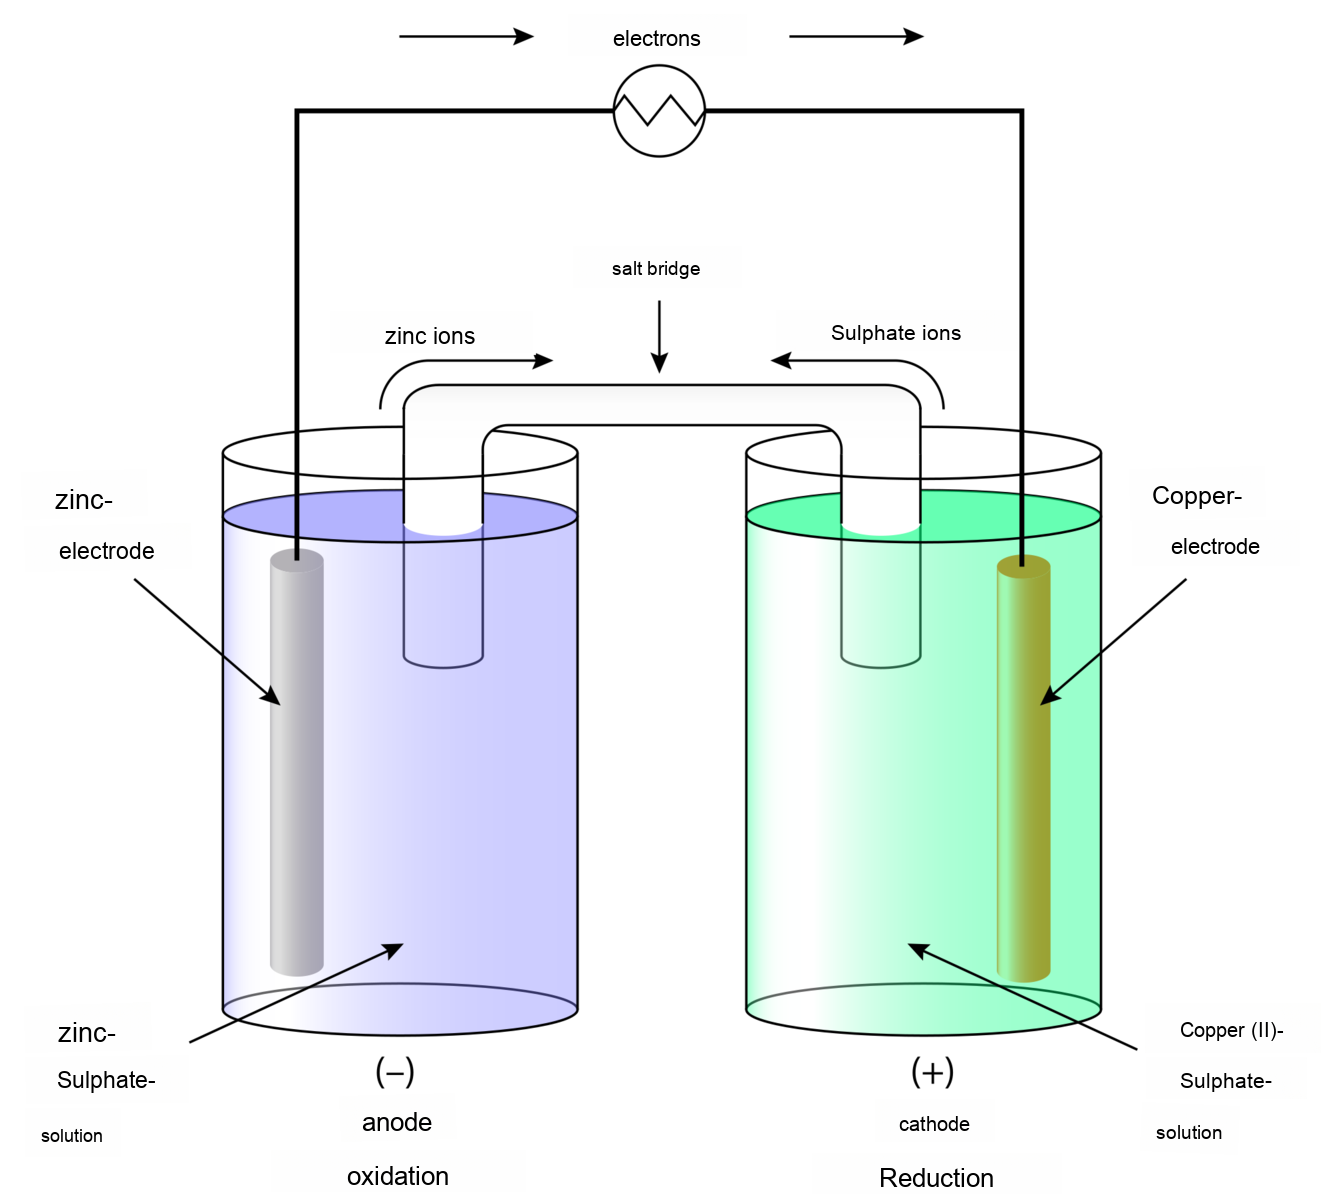 electrons
salt bridge
zinc ions
Sulphate ions
zinc-
electrode
Copper-
electrode
zinc-
Sulphate-
solution
Copper (II)-
Sulphate-
solution
(–)
anode
oxidation
(+)
cathode
Reduction